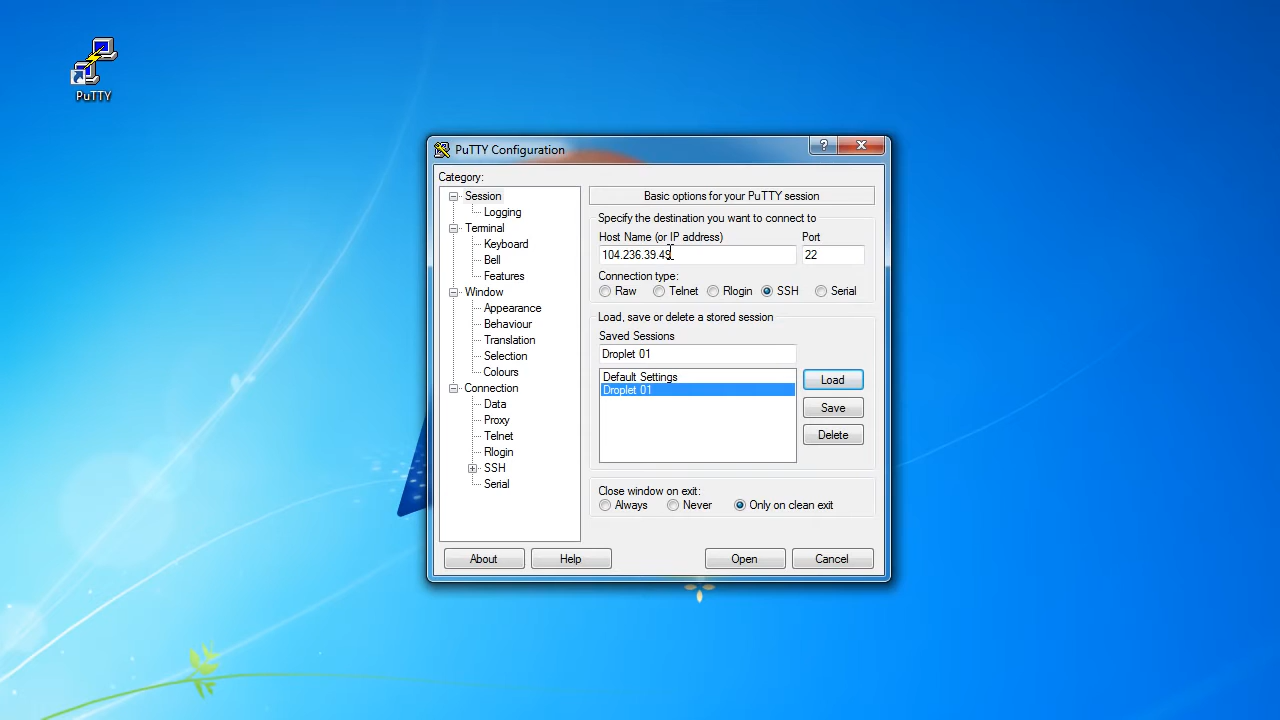 PuTTY
PuTTY Configuration
?
Category:
Session
Logging
Terminal
Keyboard
Bell
Features
Window
Appearance
Behaviour
Translation
Selection
Colours
Connection
Data
Proxy
Telnet
Rlogin
SSH
Serial
Basic options for your PuTTY session
Specify the destination you want to connect to
Host Name (or IP address) Port
104.236.39.49 22
Connection type:
Raw Telnet Rlogin SSH Serial
Load, save or delete a stored session
Saved Sessions
Droplet 01
Default Settings
Droplet 01
Load
Save
Delete
Close window on exit:
Always Never Only on clean exit
About Help Open Cancel